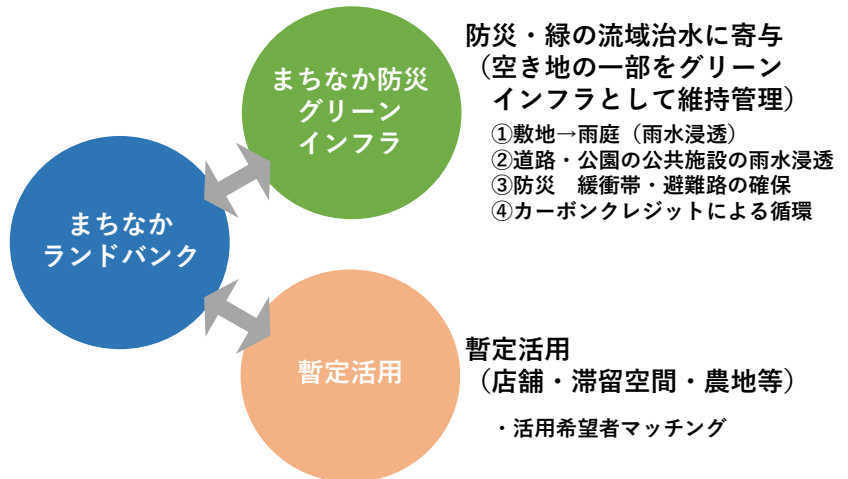 まちなか防災
グリーン
インフラ
まちなか
ランドバンク
暫定活用
防災・緑の流域治水に寄与
（空き地の一部をグリーン
インフラとして維持管理）
①敷地→雨庭（雨水浸透）
②道路・公園の公共施設の雨水浸透
③防災　緩衝帯・避難路の確保
④カーボンクレジットによる循環
暫定活用
（店舗・滞留空間・農地等）
・活用希望者マッチング